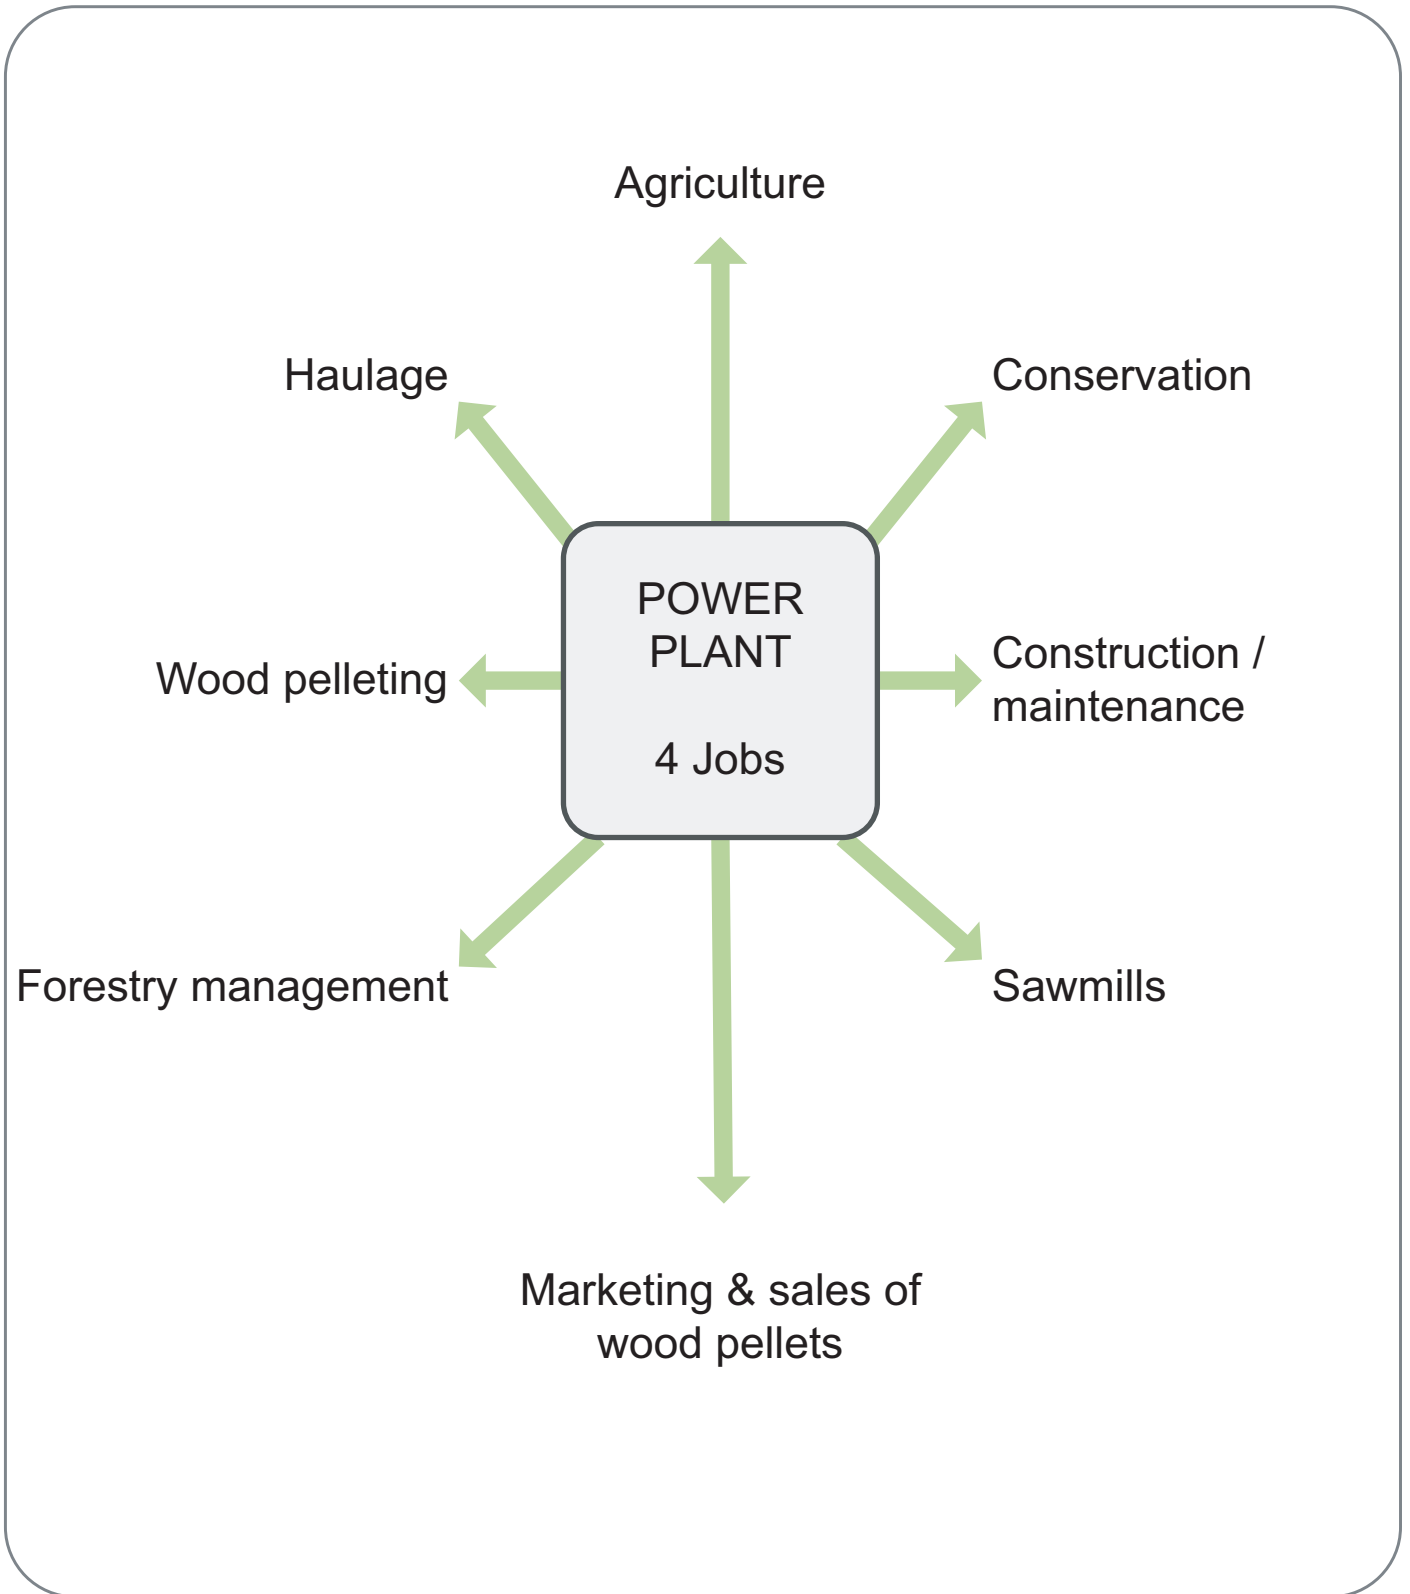 Agriculture
Haulage
Conservation
POWER
PLANT
4 Jobs
Wood pelleting
Construction /
maintenance
Forestry management
Sawmills
Marketing & sales of
wood pellets